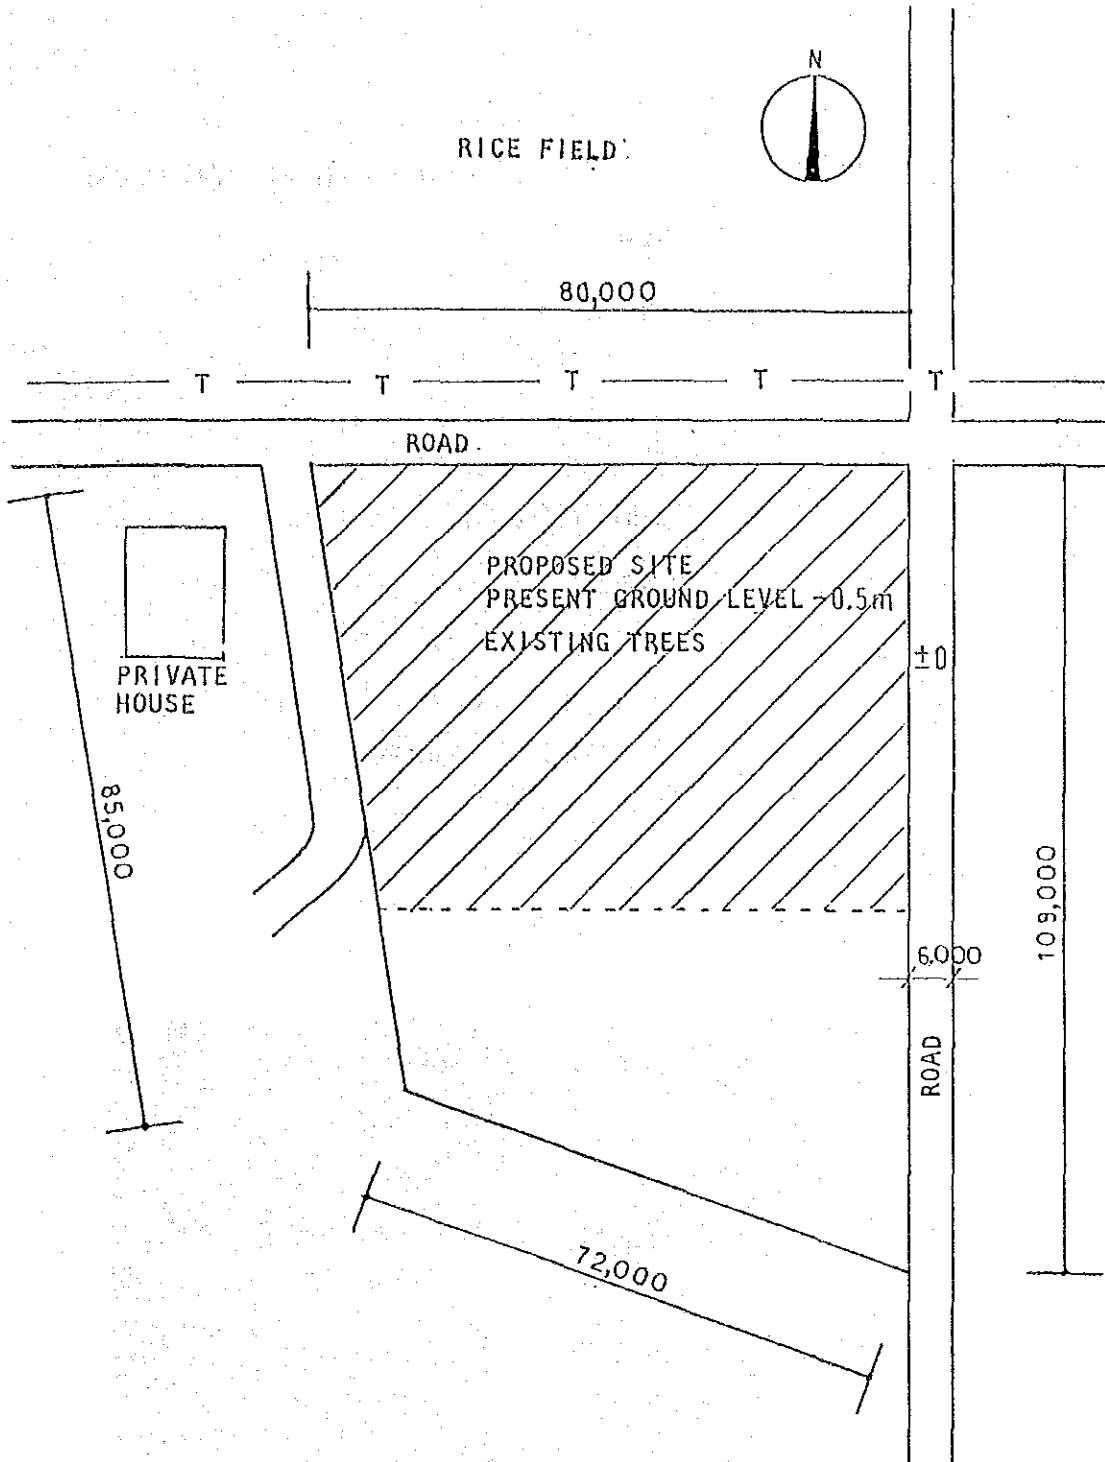 N
RICE FIELD
80,000
T T T T T
ROAD
PROPOSED SITE
PRESENT GROUND LEVEL -0.5m
EXISTING TREES
±0
PRIVATE
HOUSE
85,000
109,000
6,000
ROAD
72,000